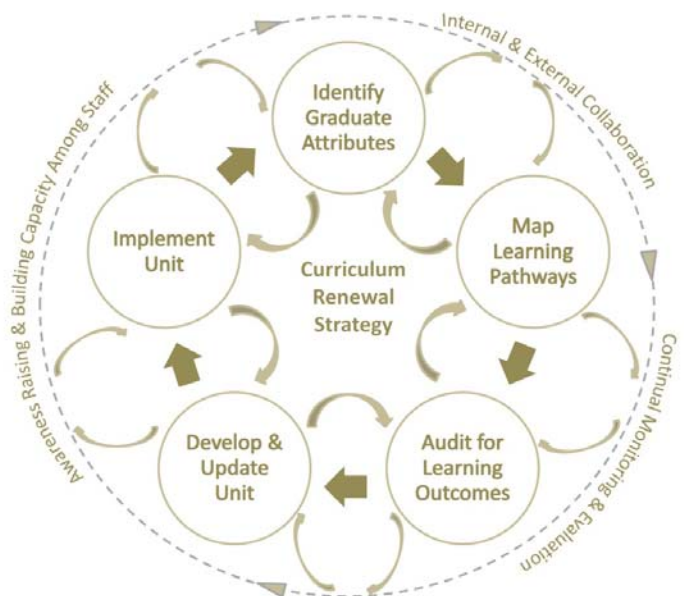 Internal & External Collaboration
Identify
Graduate
Attributes
Awareness Raising & Building Capacity Among Staff
Implement
Unit
Map
Learning
Pathways
Curriculum
Renewal
Strategy
Continual Monitoring & Evaluation
Develop &
Update
Unit
Audit for
Learning
Outcomes